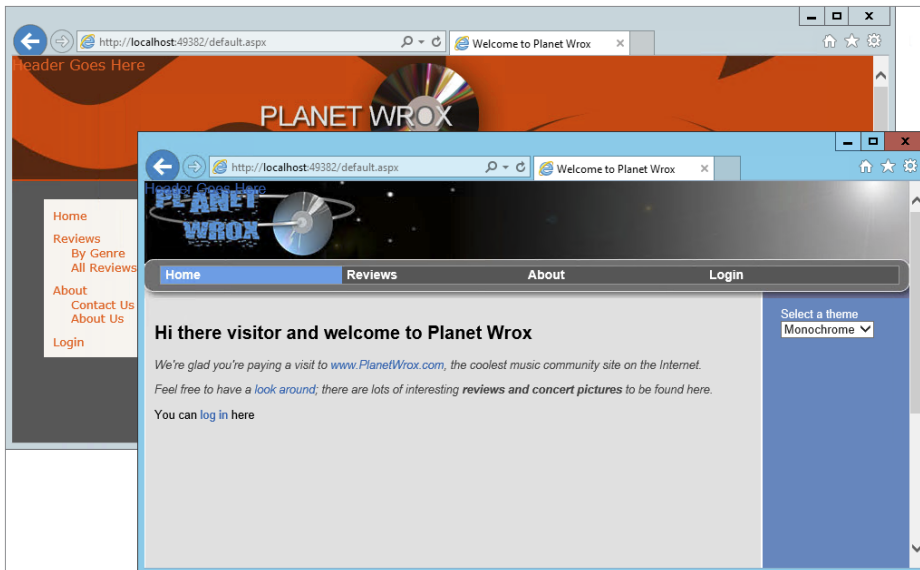 http://localhost:49382/default.aspx
Welcome to Planet Wrox
Header Goes Here
PLANET WROX
Home
Reviews
By Genre
All Reviews
About
Contact Us
About Us
Login
http://localhost:49382/default.aspx
Welcome to Planet Wrox
Header Goes Here
PLANET
WROX
Home Reviews About Login
Hi there visitor and welcome to Planet Wrox
We're glad you're paying a visit to www.PlanetWrox.com, the coolest music community site on the Internet.
Feel free to have a look around; there are lots of interesting reviews and concert pictures to be found here.
You can log in here
Select a theme
Monochrome